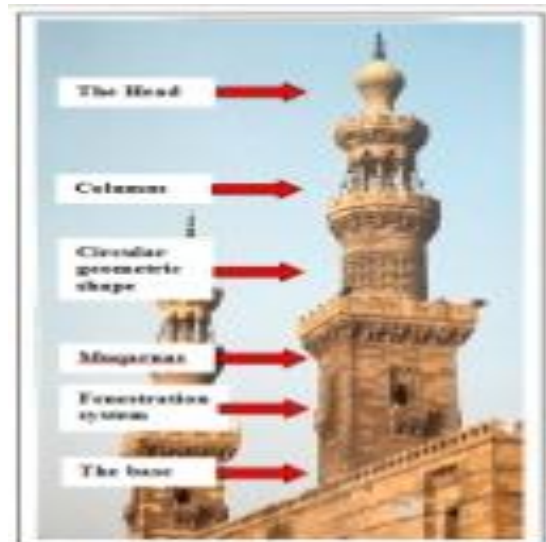 The Head
Columns
Circular
geometric
shape
Muqarnas
Fenestration
system
The base